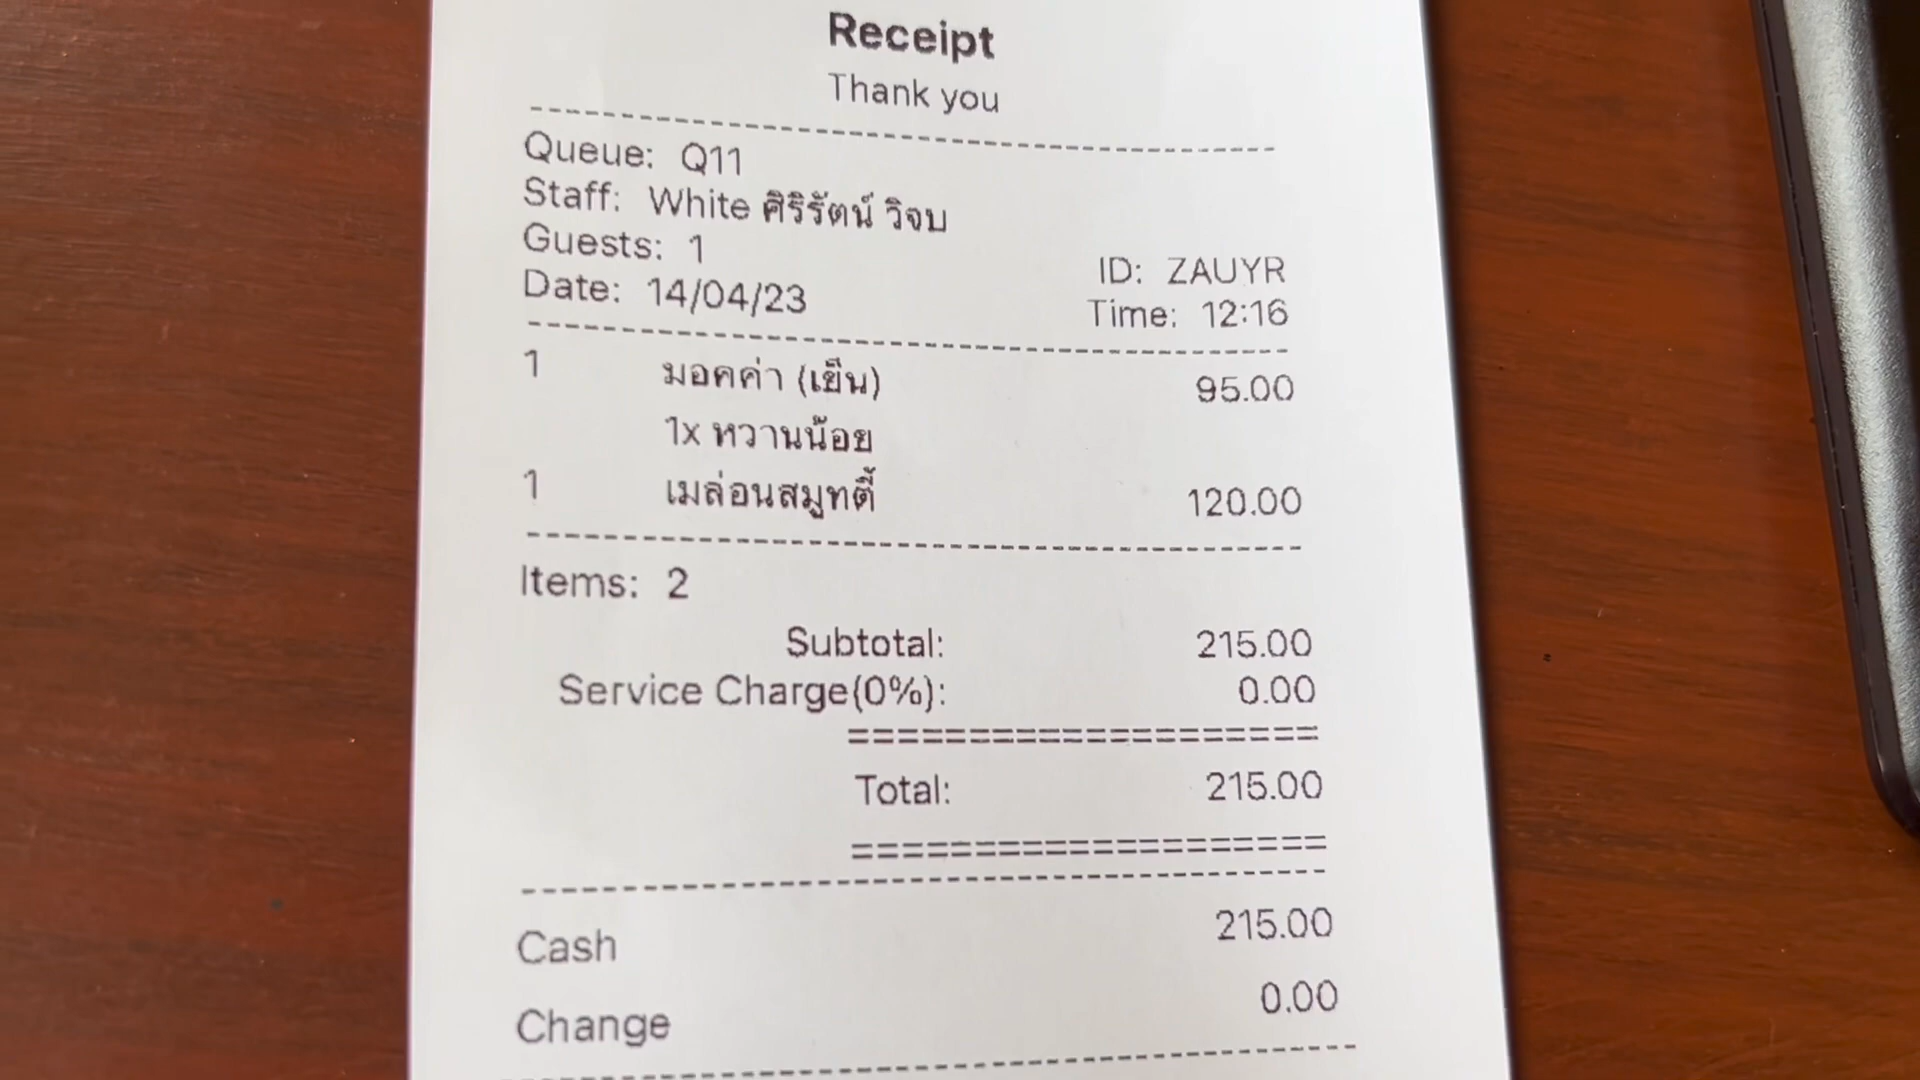 Receipt
Thank you
Queue: Q11
Staff: White ศิริรัตน์ วิจบ
Guests: 1
ID: ZAUYR
Date: 14/04/23
Time: 12:16
1 มอคค่า (เย็น) 95.00
1x หวานน้อย
1 เมล่อนสมูทตี้ 120.00
Items: 2
Subtotal: 215.00
Service Charge(0%): 0.00
====================
Total: 215.00
====================
Cash 215.00
Change 0.00